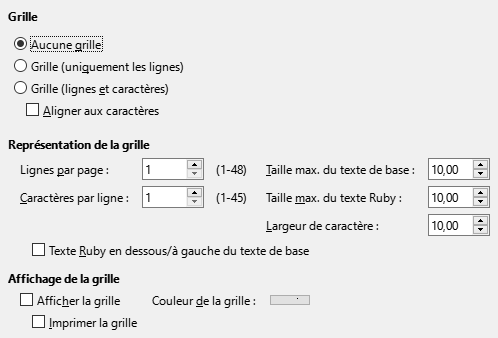 Grille
Aucune grille
Grille (uniquement les lignes)
Grille (lignes et caractères)
Aligner aux caractères
Représentation de la grille
Lignes par page : 1 (1-48) Taille max. du texte de base : 10,00
Caractères par ligne : 1 (1-45) Taille max. du texte Ruby : 10,00
Largeur de caractère : 10,00
Texte Ruby en dessous/à gauche du texte de base
Affichage de la grille
Afficher la grille Couleur de la grille :
Imprimer la grille